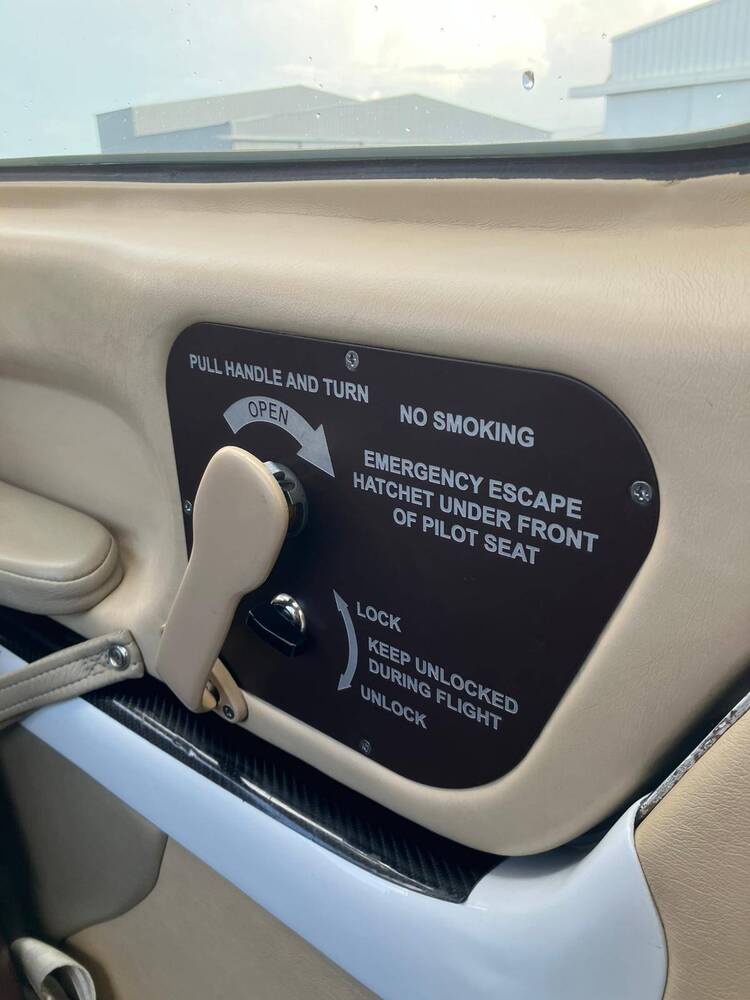 PULL HANDLE AND TURN
OPEN
NO SMOKING
EMERGENCY ESCAPE
HATCHET UNDER FRONT
OF PILOT SEAT
LOCK
KEEP UNLOCKED
DURING FLIGHT
UNLOCK